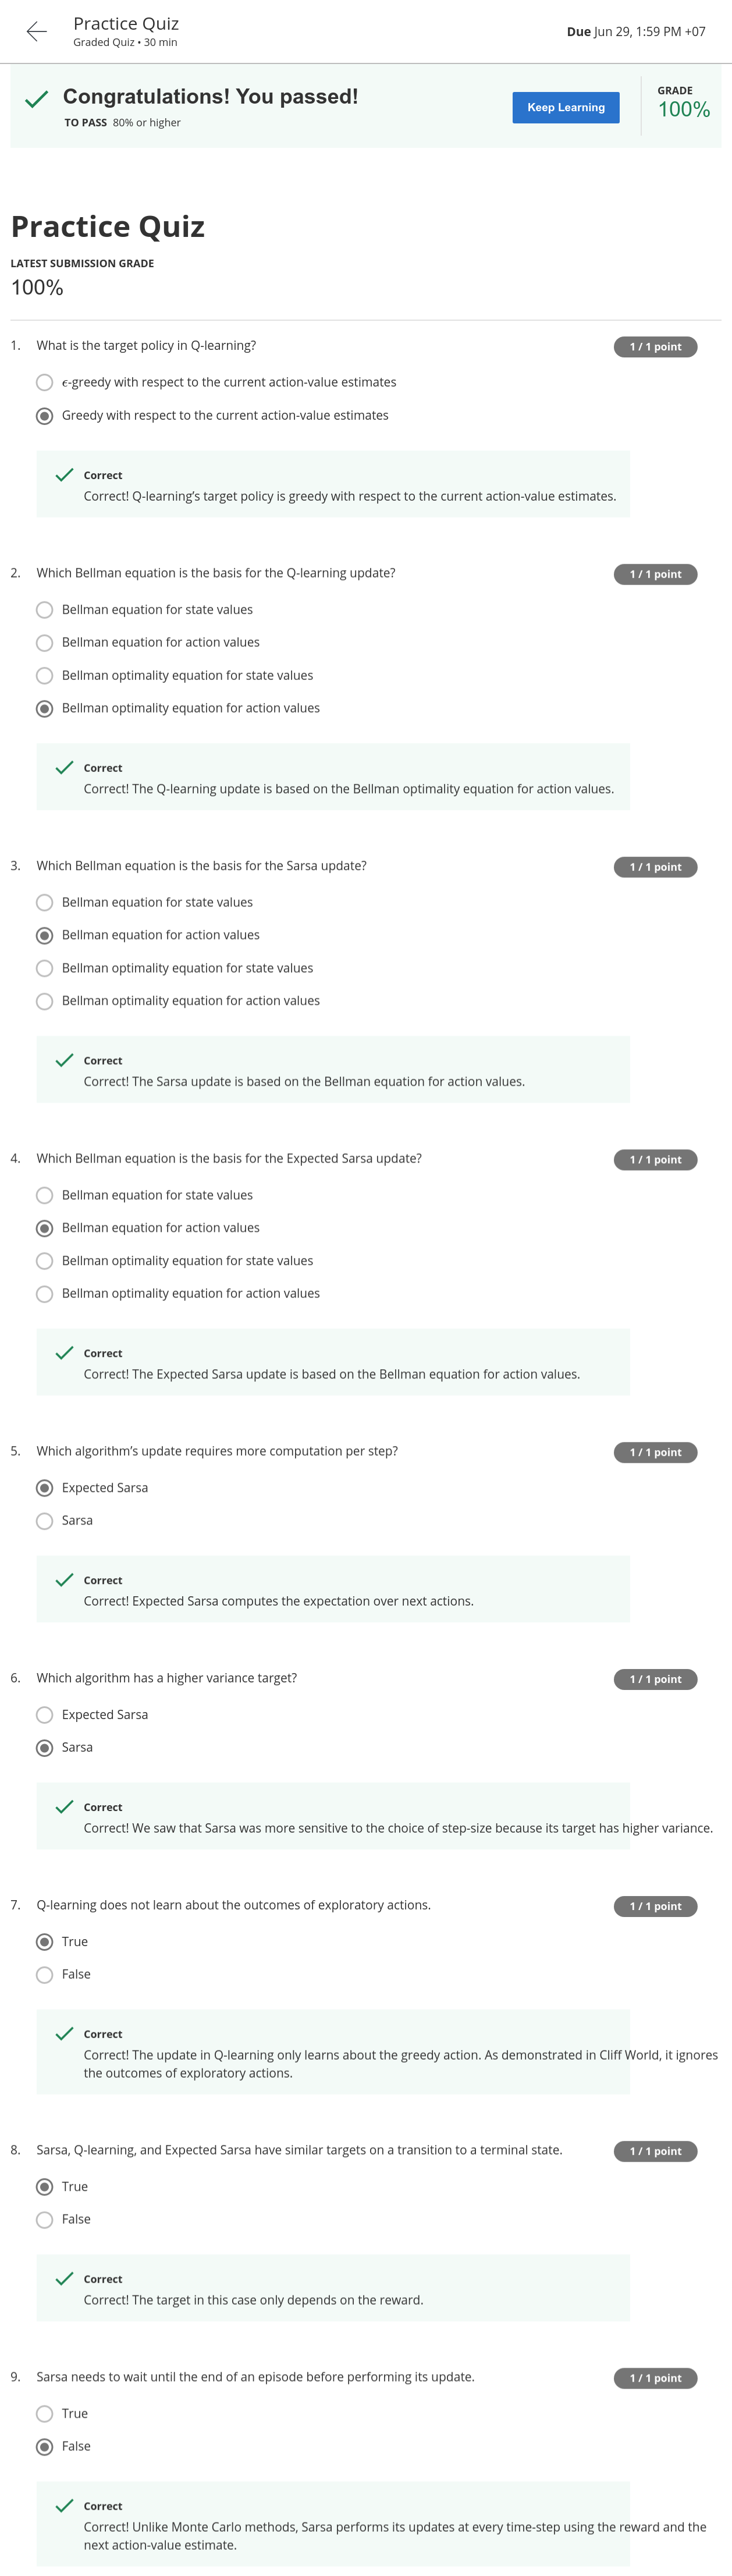 Practice Quiz
Graded Quiz • 30 min
Due Jun 29, 1:59 PM +07
Congratulations! You passed!
TO PASS 80% or higher
Keep Learning
GRADE
100%
Practice Quiz
LATEST SUBMISSION GRADE
100%
1. What is the target policy in Q-learning?
1 / 1 point
ϵ-greedy with respect to the current action-value estimates
Greedy with respect to the current action-value estimates
Correct
Correct! Q-learning’s target policy is greedy with respect to the current action-value estimates.
2. Which Bellman equation is the basis for the Q-learning update?
1 / 1 point
Bellman equation for state values
Bellman equation for action values
Bellman optimality equation for state values
Bellman optimality equation for action values
Correct
Correct! The Q-learning update is based on the Bellman optimality equation for action values.
3. Which Bellman equation is the basis for the Sarsa update?
1 / 1 point
Bellman equation for state values
Bellman equation for action values
Bellman optimality equation for state values
Bellman optimality equation for action values
Correct
Correct! The Sarsa update is based on the Bellman equation for action values.
4. Which Bellman equation is the basis for the Expected Sarsa update?
1 / 1 point
Bellman equation for state values
Bellman equation for action values
Bellman optimality equation for state values
Bellman optimality equation for action values
Correct
Correct! The Expected Sarsa update is based on the Bellman equation for action values.
5. Which algorithm’s update requires more computation per step?
1 / 1 point
Expected Sarsa
Sarsa
Correct
Correct! Expected Sarsa computes the expectation over next actions.
6. Which algorithm has a higher variance target?
1 / 1 point
Expected Sarsa
Sarsa
Correct
Correct! We saw that Sarsa was more sensitive to the choice of step-size because its target has higher variance.
7. Q-learning does not learn about the outcomes of exploratory actions.
1 / 1 point
True
False
Correct
Correct! The update in Q-learning only learns about the greedy action. As demonstrated in Cliff World, it ignores
the outcomes of exploratory actions.
8. Sarsa, Q-learning, and Expected Sarsa have similar targets on a transition to a terminal state.
1 / 1 point
True
False
Correct
Correct! The target in this case only depends on the reward.
9. Sarsa needs to wait until the end of an episode before performing its update.
1 / 1 point
True
False
Correct
Correct! Unlike Monte Carlo methods, Sarsa performs its updates at every time-step using the reward and the
next action-value estimate.